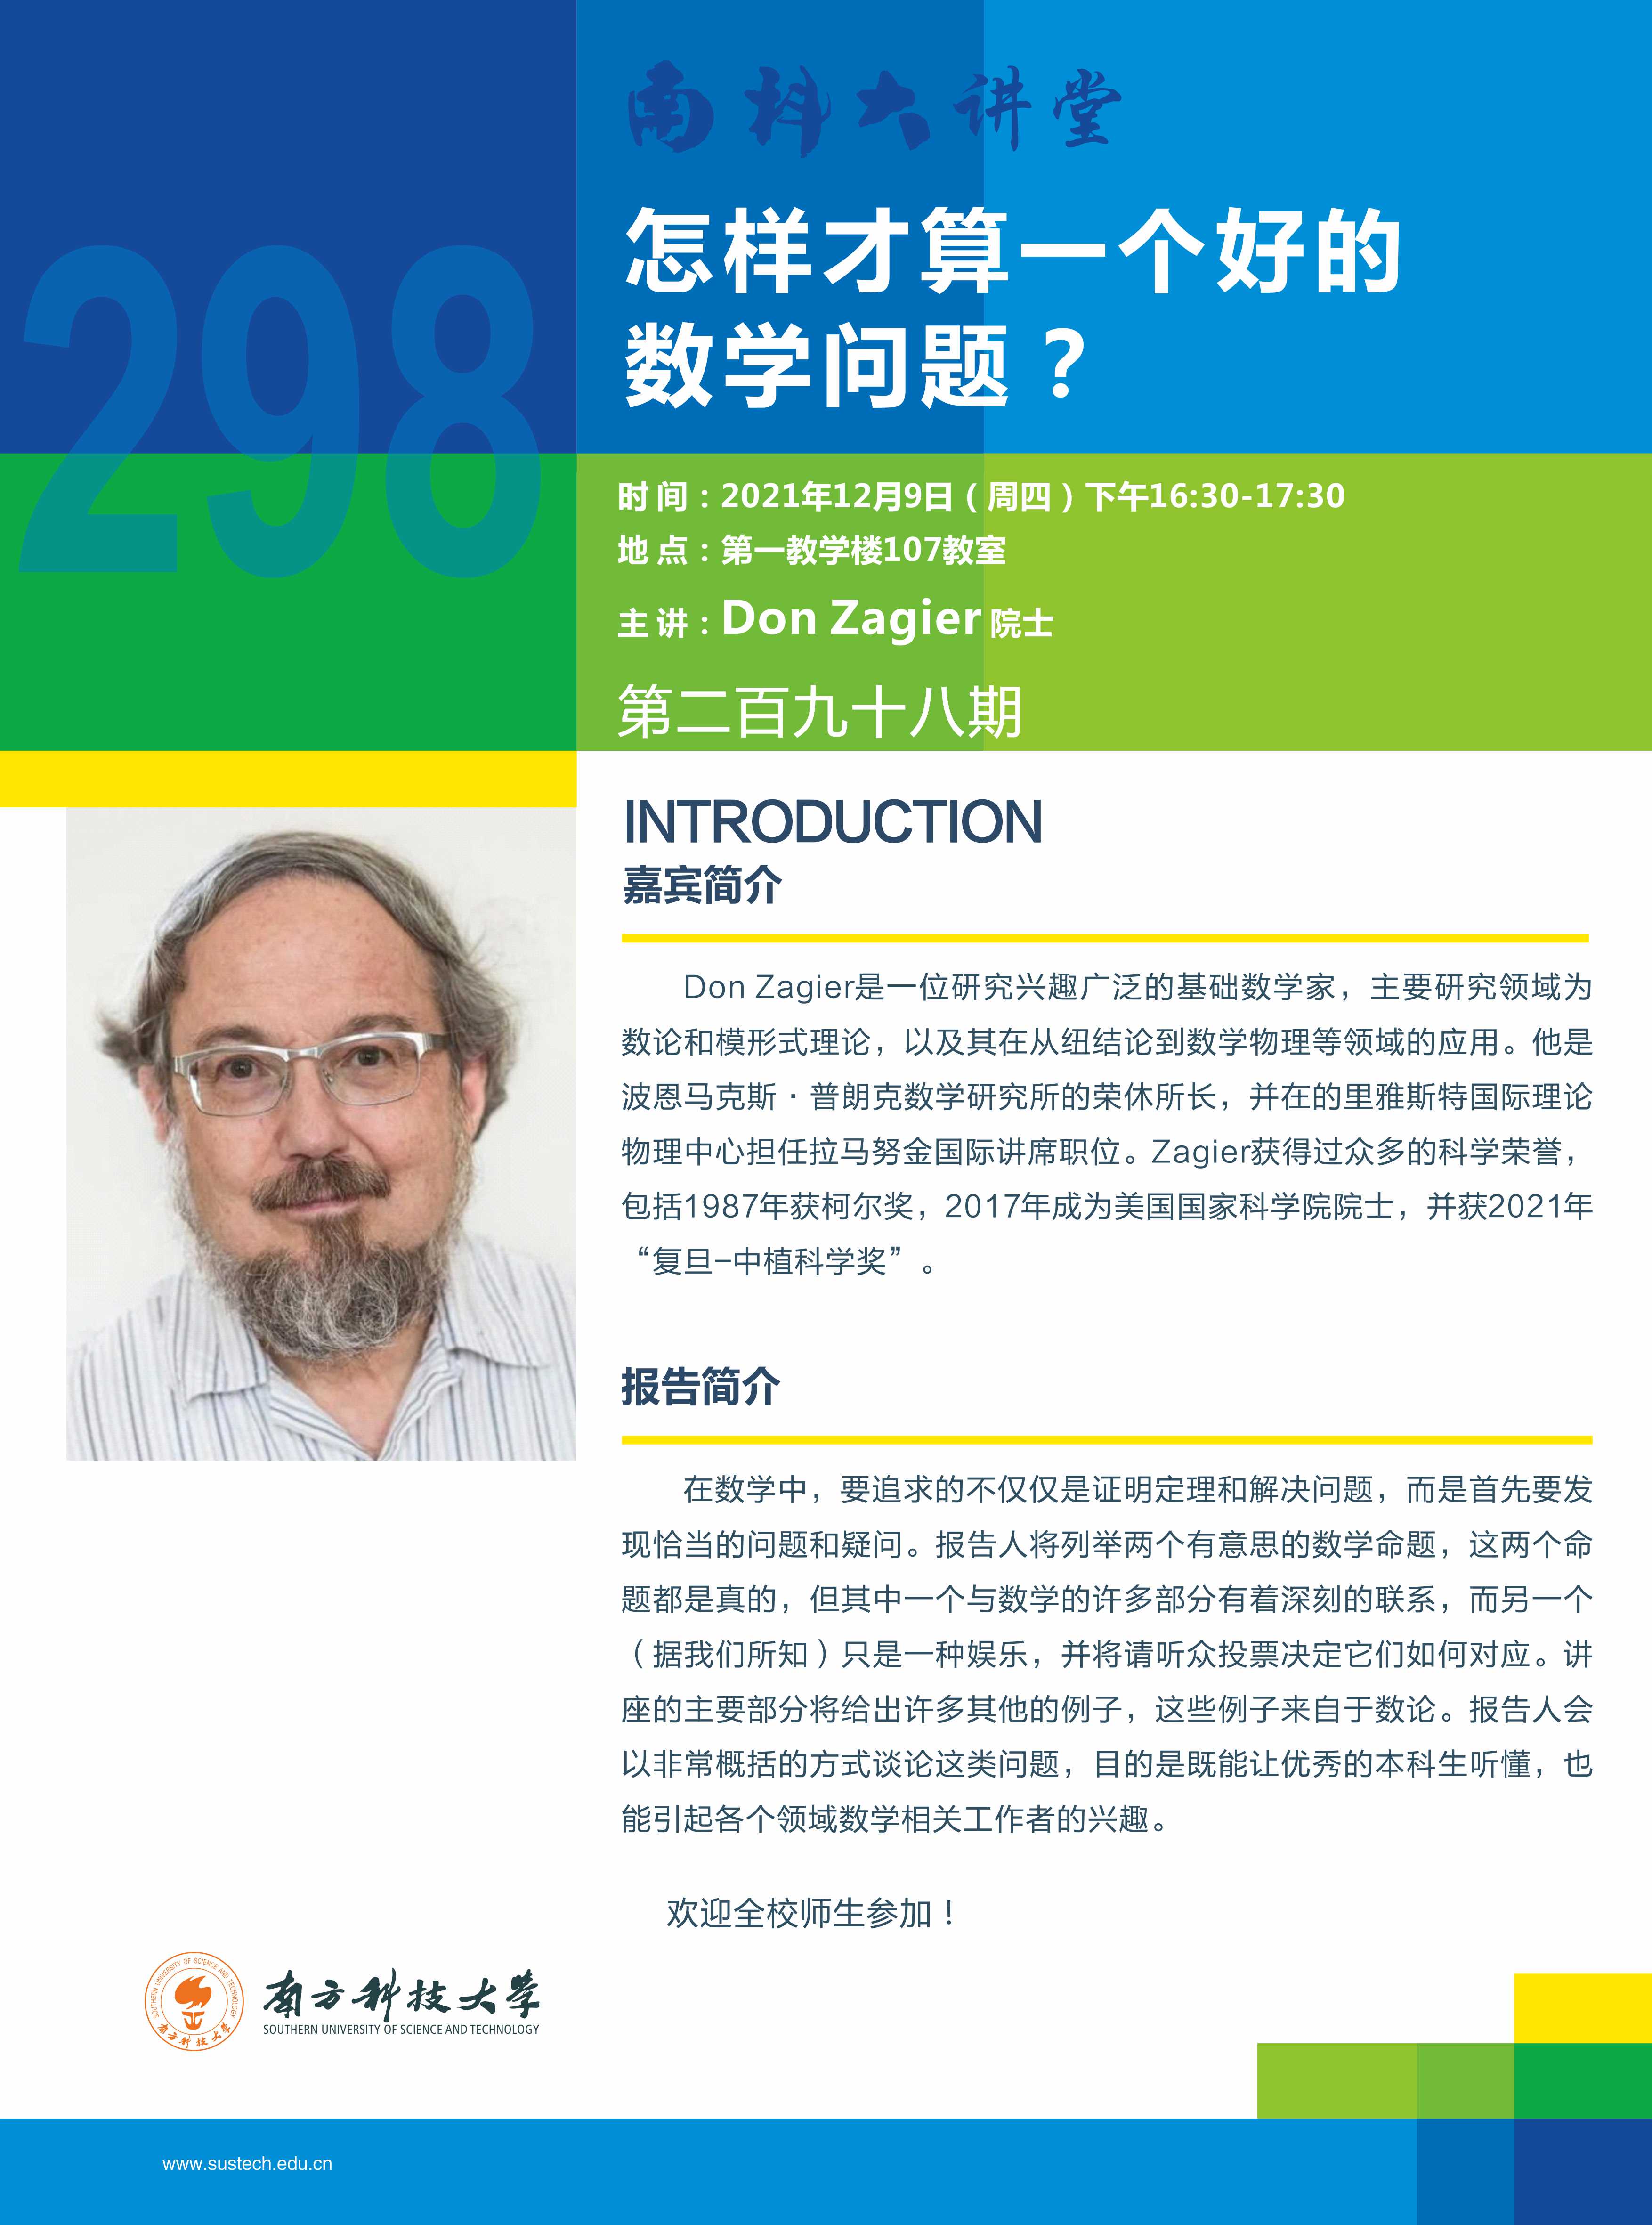 南科大讲堂
怎样才算一个好的
数学问题？
298
时 间：2021年12月9日（周四）下午16:30-17:30
地 点：第一教学楼107教室
主 讲：Don Zagier 院士
第二百九十八期
INTRODUCTION
嘉宾简介
Don Zagier是一位研究兴趣广泛的基础数学家，主要研究领域为
数论和模形式理论，以及其在从纽结论到数学物理等领域的应用。他是
波恩马克斯·普朗克数学研究所的荣休所长，并在的里雅斯特国际理论
物理中心担任拉马努金国际讲席职位。Zagier获得过众多的科学荣誉，
包括1987年获柯尔奖，2017年成为美国国家科学院院士，并获2021年
“复旦–中植科学奖”。
报告简介
在数学中，要追求的不仅仅是证明定理和解决问题，而是首先要发
现恰当的问题和疑问。报告人将列举两个有意思的数学命题，这两个命
题都是真的，但其中一个与数学的许多部分有着深刻的联系，而另一个
（据我们所知）只是一种娱乐，并将请听众投票决定它们如何对应。讲
座的主要部分将给出许多其他的例子，这些例子来自于数论。报告人会
以非常概括的方式谈论这类问题，目的是既能让优秀的本科生听懂，也
能引起各个领域数学相关工作者的兴趣。
欢迎全校师生参加！
SOUTHERN UNIVERSITY OF SCIENCE AND TECHNOLOGY
南方科技大学
南方科技大学
SOUTHERN UNIVERSITY OF SCIENCE AND TECHNOLOGY
www.sustech.edu.cn